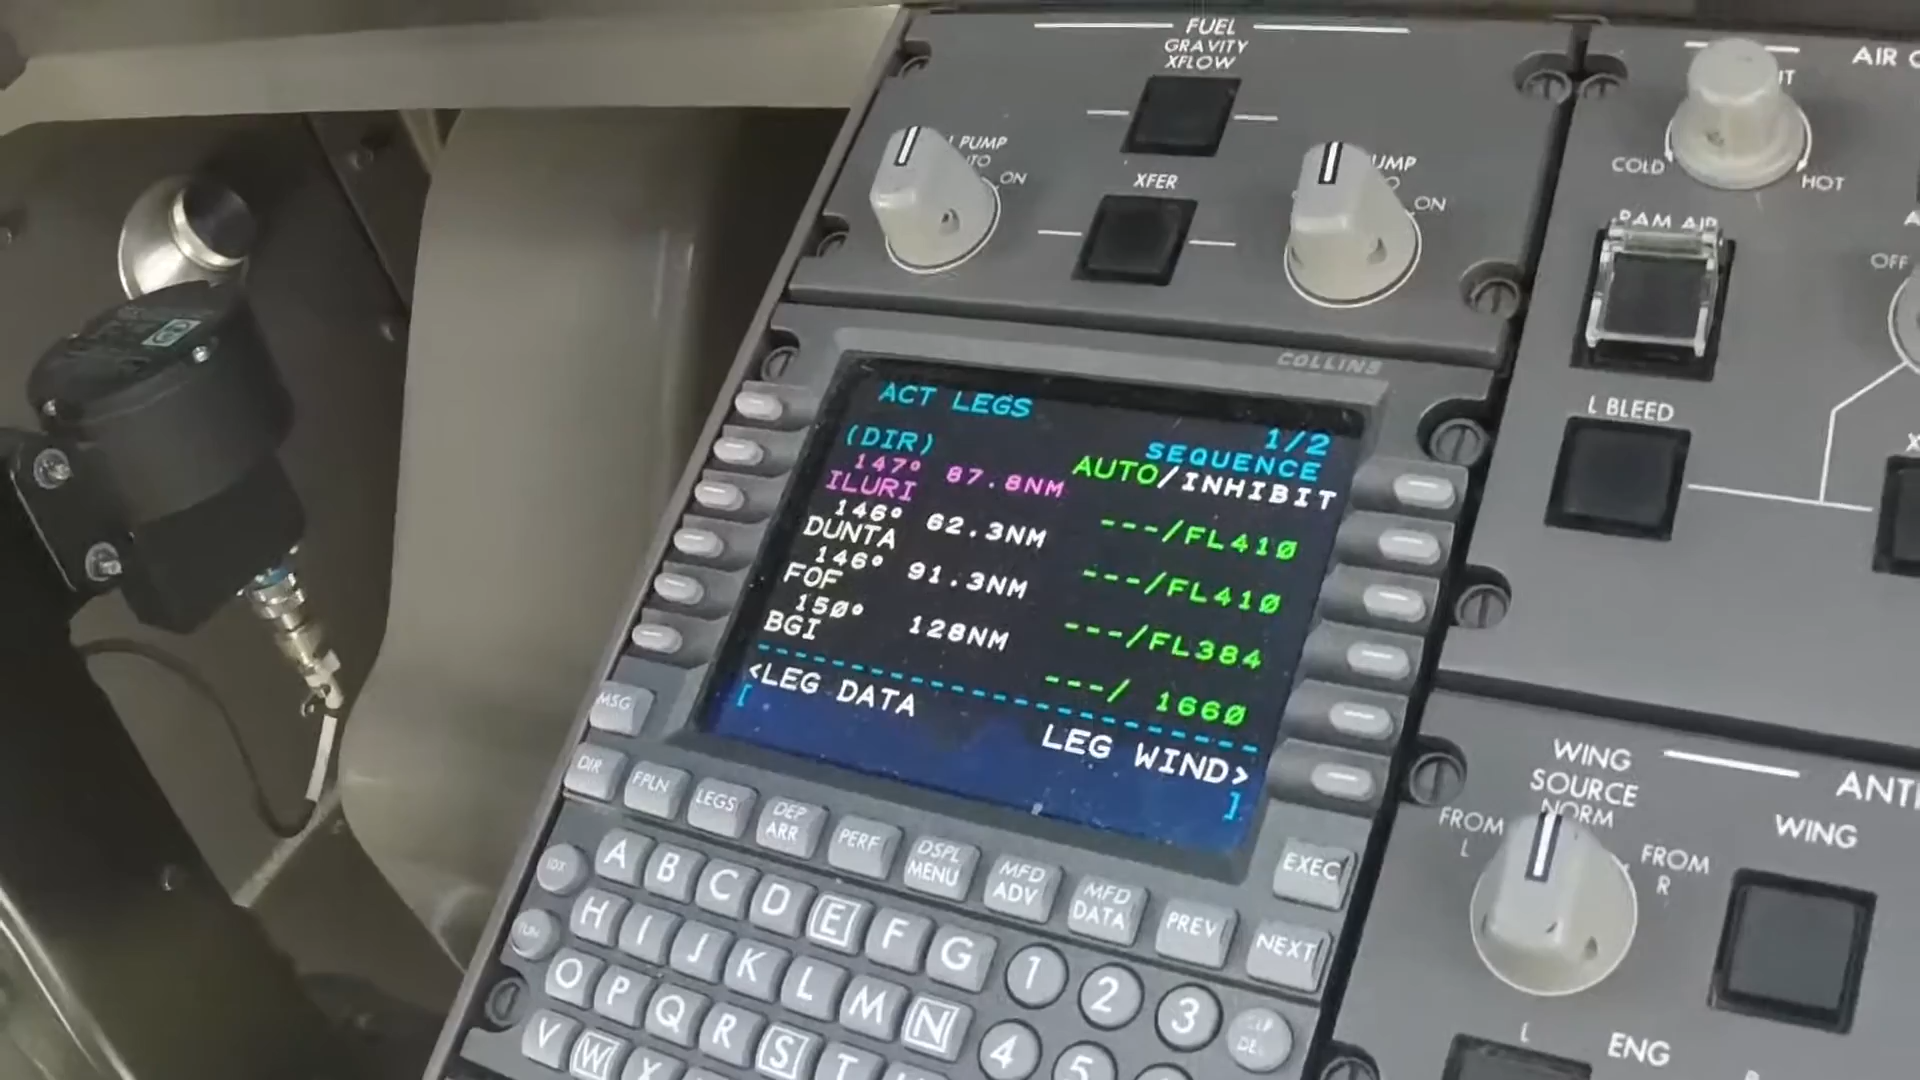 FUEL
GRAVITY
XFLOW
L PUMP
ON
XFER
ON
AIR
COLD
HOT
RAM AIR
OFF
L BLEED
COLLINS
ACT LEGS
1/2
(DIR)
SEQUENCE
147° 87.8NM AUTO/INHIBIT
ILURI
146° 62.3NM ---/FL410
DUNTA
146° 91.3NM ---/FL410
FOF
150° 128NM ---/FL384
BGI
---/ 1660
<LEG DATA
LEG WIND>
[ ]
MSG
DIR
FPLN
LEGS
DEP
ARR
PERF
DSPL
MENU
MFD
ADV
MFD
DATA
PREV
NEXT
EXEC
IDX
A B C D E F G
TUN
H I J K L M N
O P Q R S T
V W X
1 2 3
4 5
CLR
DEL
WING
SOURCE
NORM
FROM
L
FROM
R
ANTI
WING
L
ENG